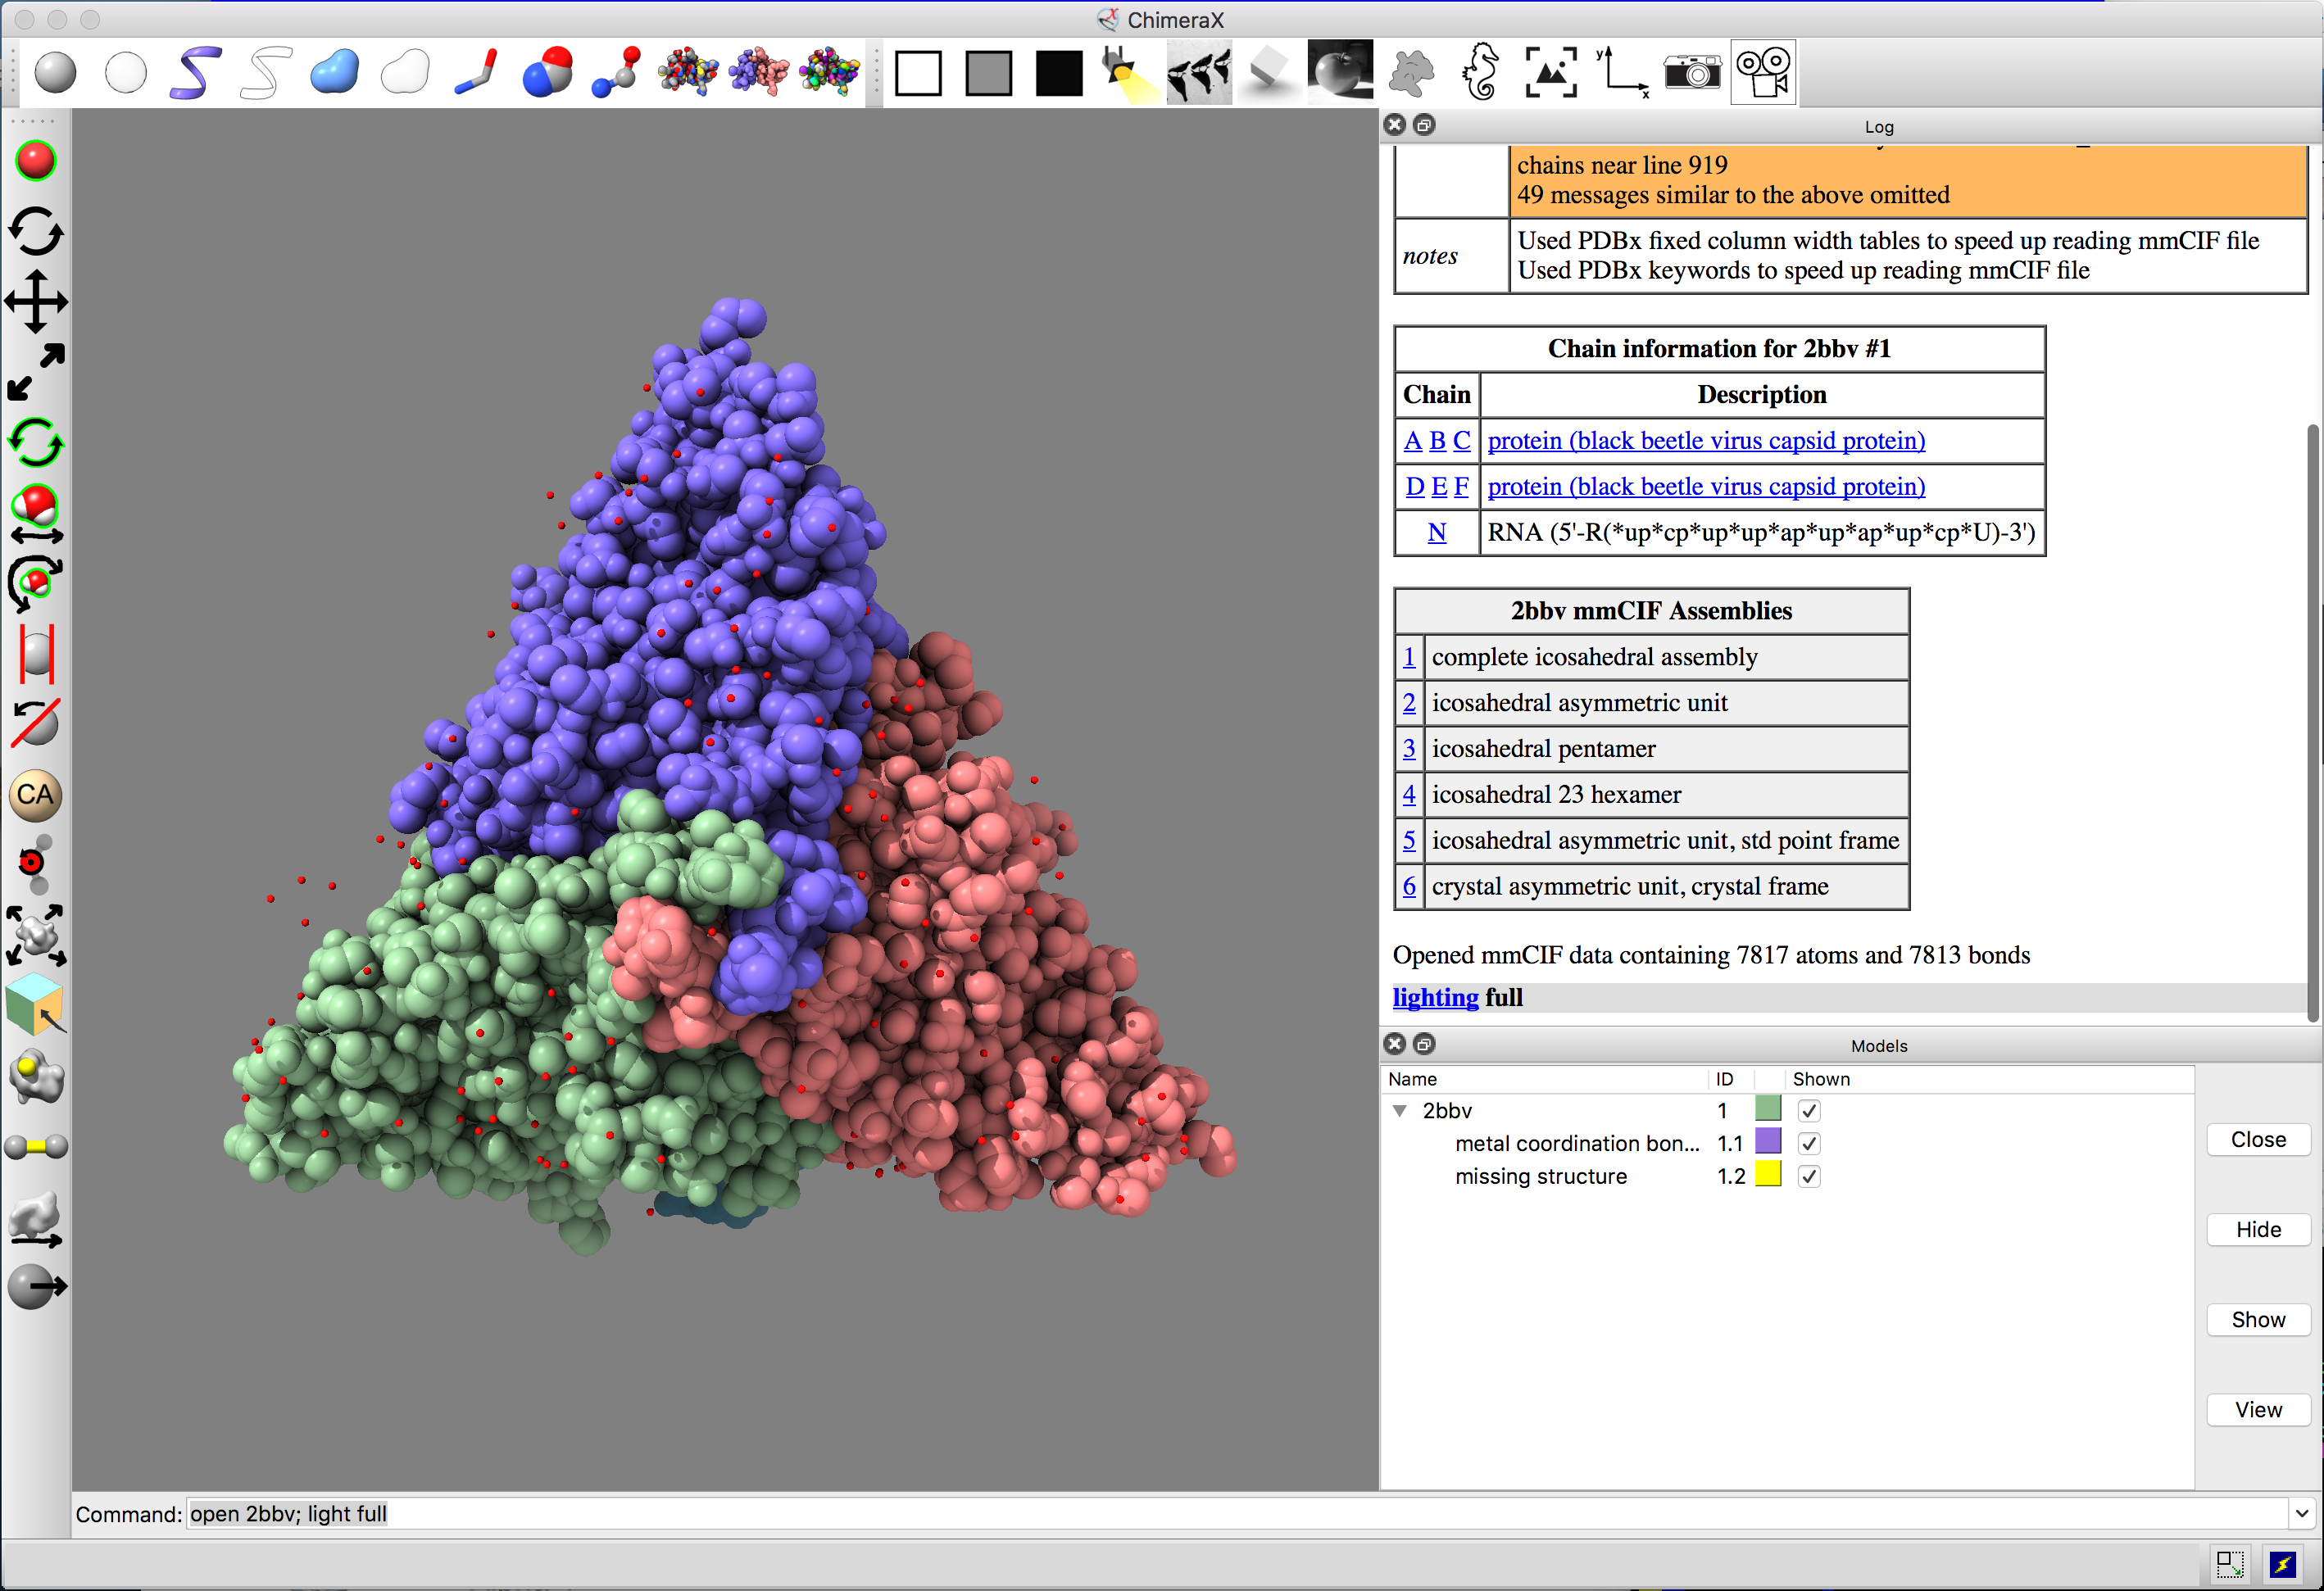 ChimeraX
y
x
CA
Log
chains near line 919
49 messages similar to the above omitted
notes
Used PDBx fixed column width tables to speed up reading mmCIF file
Used PDBx keywords to speed up reading mmCIF file
Chain information for 2bbv #1
Chain Description
A B C protein (black beetle virus capsid protein)
D E F protein (black beetle virus capsid protein)
N RNA (5'-R(*up*cp*up*up*ap*up*ap*up*cp*U)-3')
2bbv mmCIF Assemblies
1 complete icosahedral assembly
2 icosahedral asymmetric unit
3 icosahedral pentamer
4 icosahedral 23 hexamer
5 icosahedral asymmetric unit, std point frame
6 crystal asymmetric unit, crystal frame
Opened mmCIF data containing 7817 atoms and 7813 bonds
lighting full
Models
Name ID Shown
2bbv 1
metal coordination bon... 1.1
missing structure 1.2
Close
Hide
Show
View
Command: open 2bbv; light full